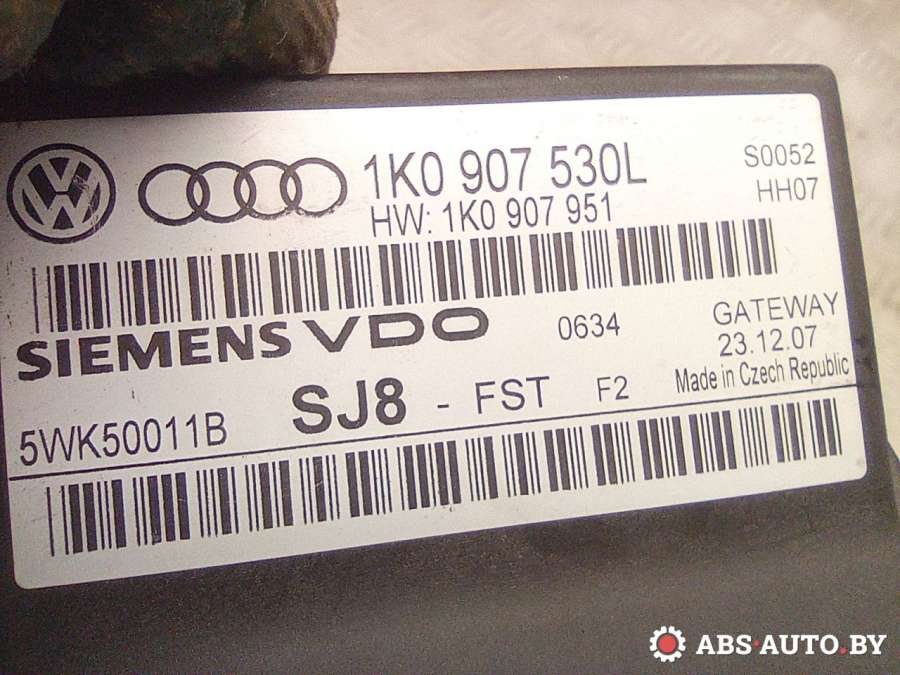 1K0 907 530L
S0052
HW: 1K0 907 951
HH07
SIEMENS VDO
0634
GATEWAY
23.12.07
Made in Czech Republic
5WK50011B
SJ8 - FST F2
ABS-AUTO.BY